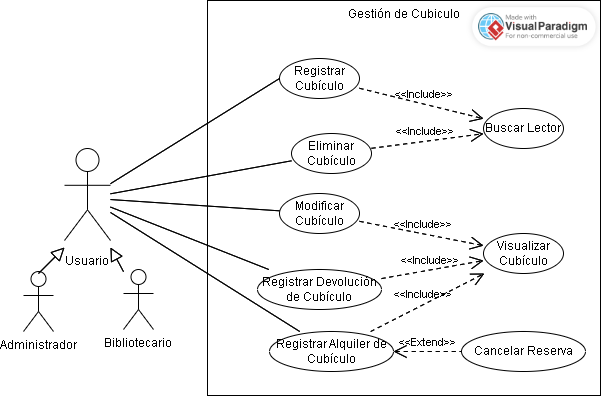 Gestión de Cubiculo
Made with
VisualParadigm
For non-commercial use
Registrar
Cubículo
<<Include>>
Buscar Lector
<<Include>>
Eliminar
Cubículo
Modificar
Cubículo
<<Include>>
Visualizar
Cubículo
Usuario
<<Include>>
Registrar Devolución
de Cubículo
<<Include>>
Administrador
Bibliotecario
Registrar Alquiler de
Cubículo
<<Extend>>
Cancelar Reserva